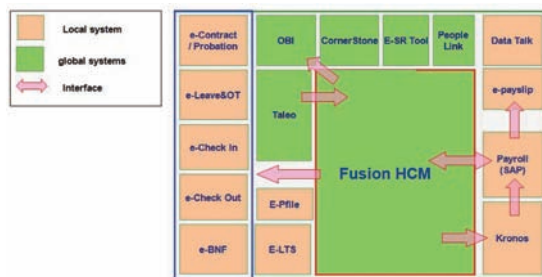 Local system
global systems
Interface
e-Contract
/ Probation
OBI
CornerStone
E-SR Tool
People
Link
Data Talk
e-Leave&OT
Taleo
e-payslip
e-Check In
Fusion HCM
Payroll
(SAP)
e-Check Out
E-Pfile
Kronos
e-BNF
E-LTS